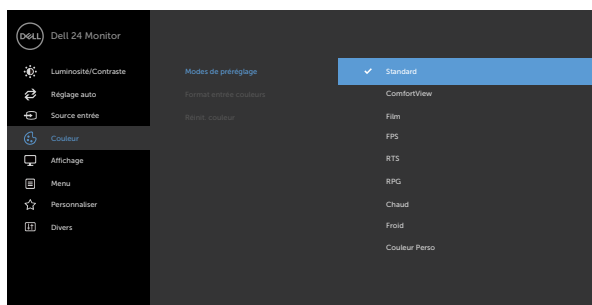 DELL Dell 24 Monitor
Luminosité/Contraste Modes de préréglage Standard
Réglage auto Format entrée couleurs ComfortView
Source entrée Réinit. couleur Film
Couleur FPS
Affichage RTS
Menu RPG
Personnaliser Chaud
Divers Froid
Couleur Perso